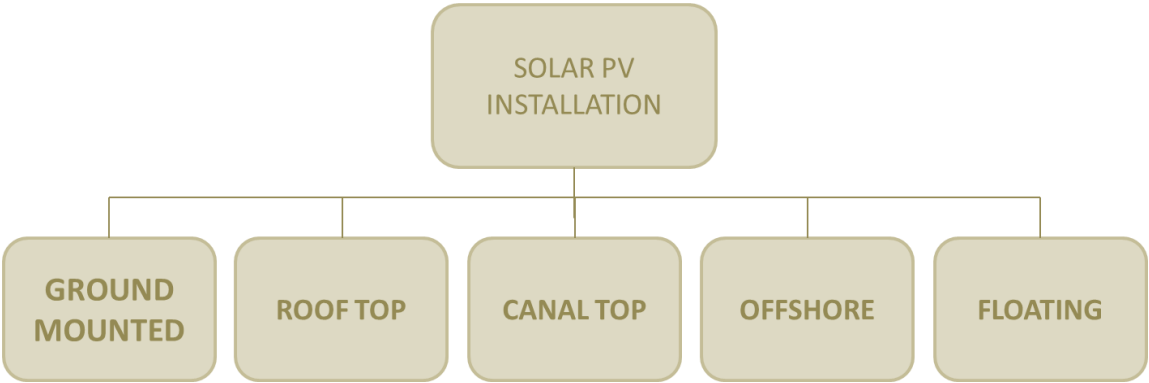 SOLAR PV
INSTALLATION
GROUND
MOUNTED
ROOF TOP
CANAL TOP
OFFSHORE
FLOATING